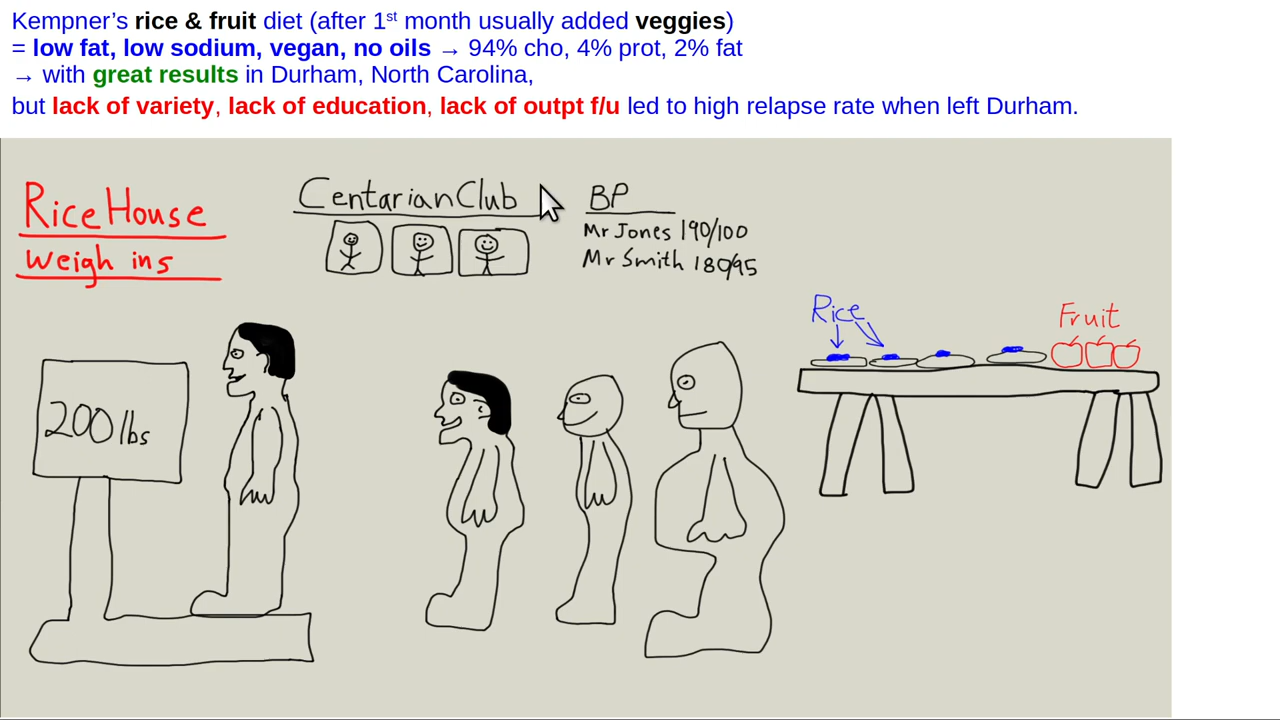 Kempner’s rice & fruit diet (after 1st month usually added veggies)
= low fat, low sodium, vegan, no oils → 94% cho, 4% prot, 2% fat
→ with great results in Durham, North Carolina,
but lack of variety, lack of education, lack of outpt f/u led to high relapse rate when left Durham.
Rice House
weigh ins
Centarian Club
BP
Mr Jones 190/100
Mr Smith 180/95
Rice
Fruit
200 lbs